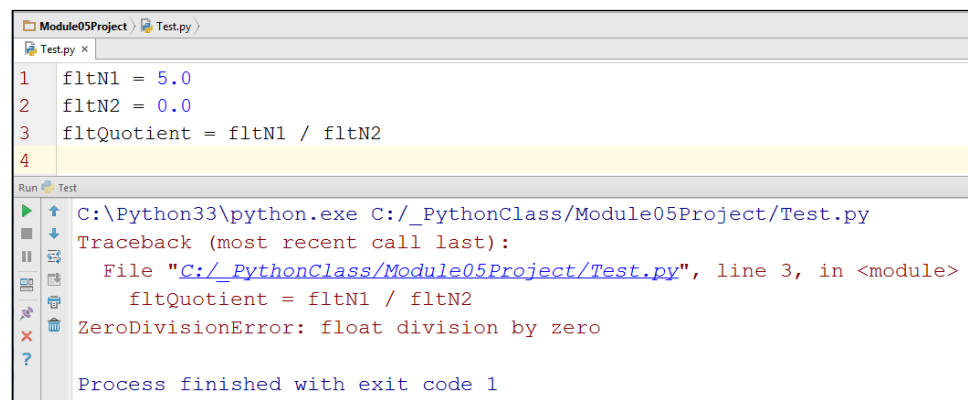 Module05Project Test.py
Test.py ×
1 fltN1 = 5.0
2 fltN2 = 0.0
3 fltQuotient = fltN1 / fltN2
4
Run Test
C:\Python33\python.exe C:/_PythonClass/Module05Project/Test.py
Traceback (most recent call last):
  File "C:/_PythonClass/Module05Project/Test.py", line 3, in <module>
    fltQuotient = fltN1 / fltN2
ZeroDivisionError: float division by zero
Process finished with exit code 1